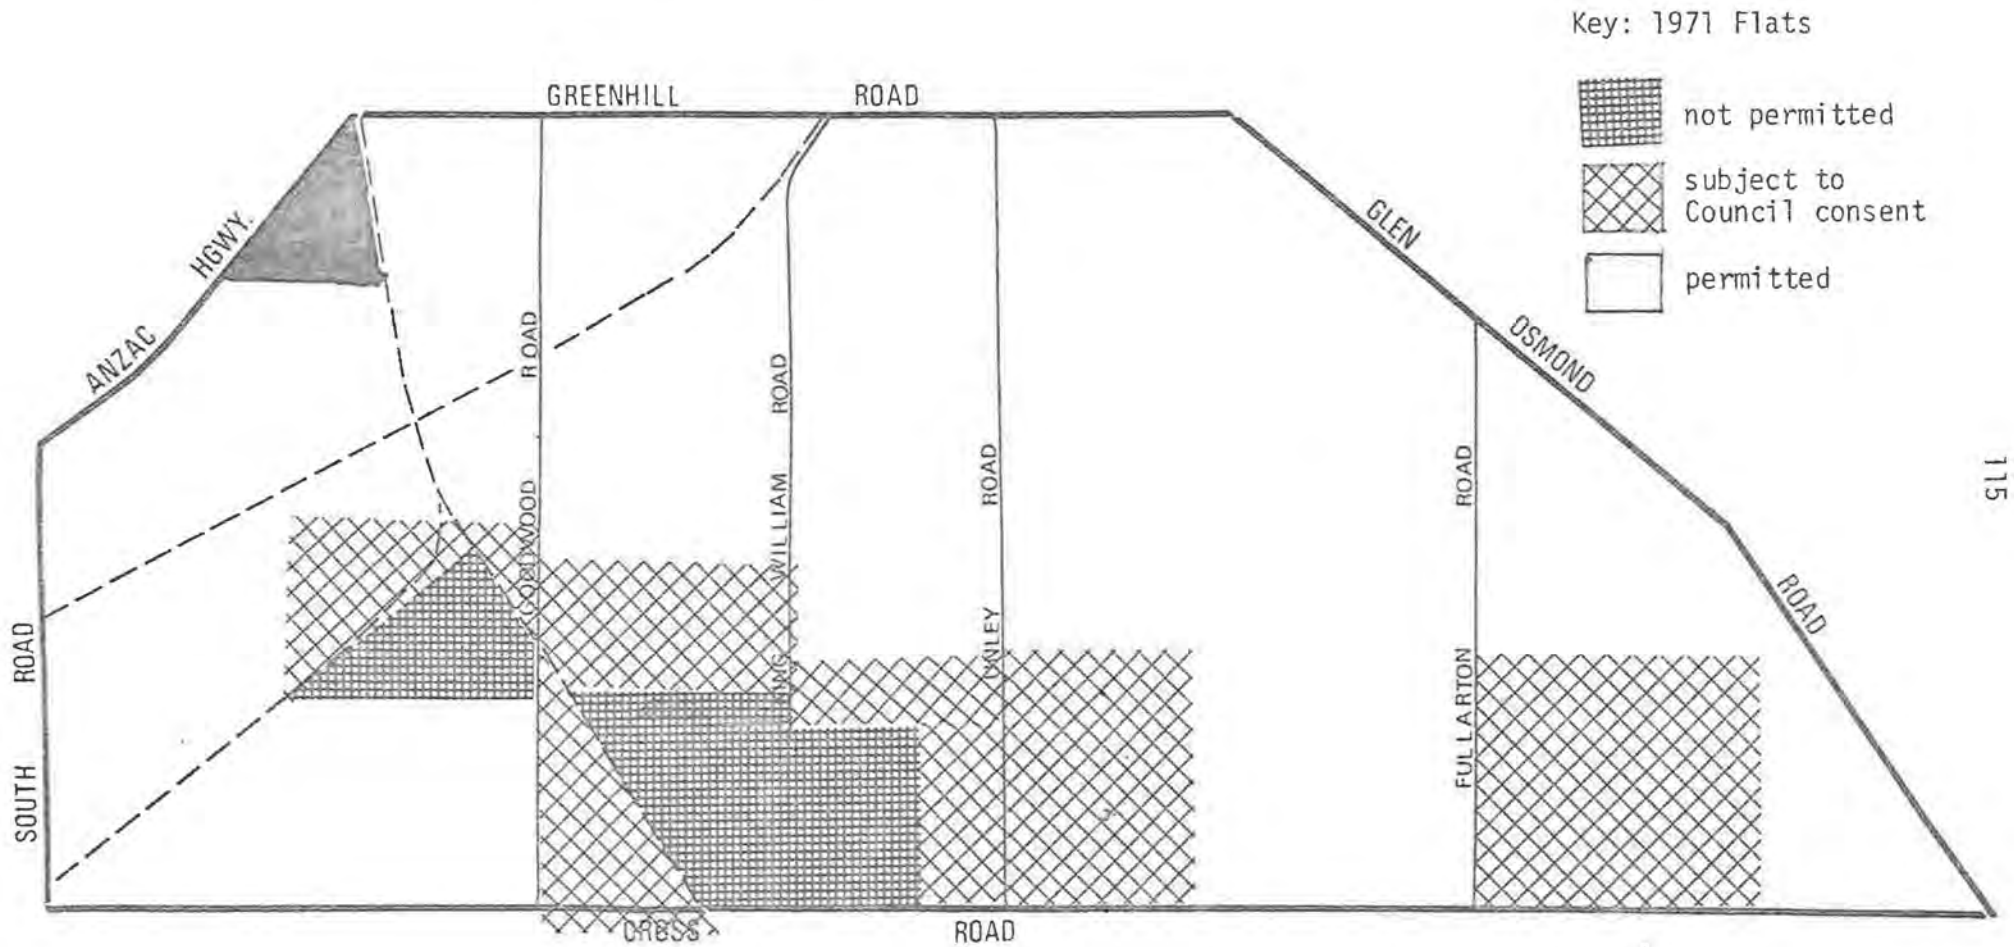 Key: 1971 Flats
not permitted
subject to
Council consent
permitted
GREENHILL ROAD
ANZAC HGWY.
GLEN OSMOND ROAD
SOUTH ROAD
GOODWOOD ROAD
WILLIAM ROAD
UNLEY ROAD
FULLARTON ROAD
CROSS ROAD
115